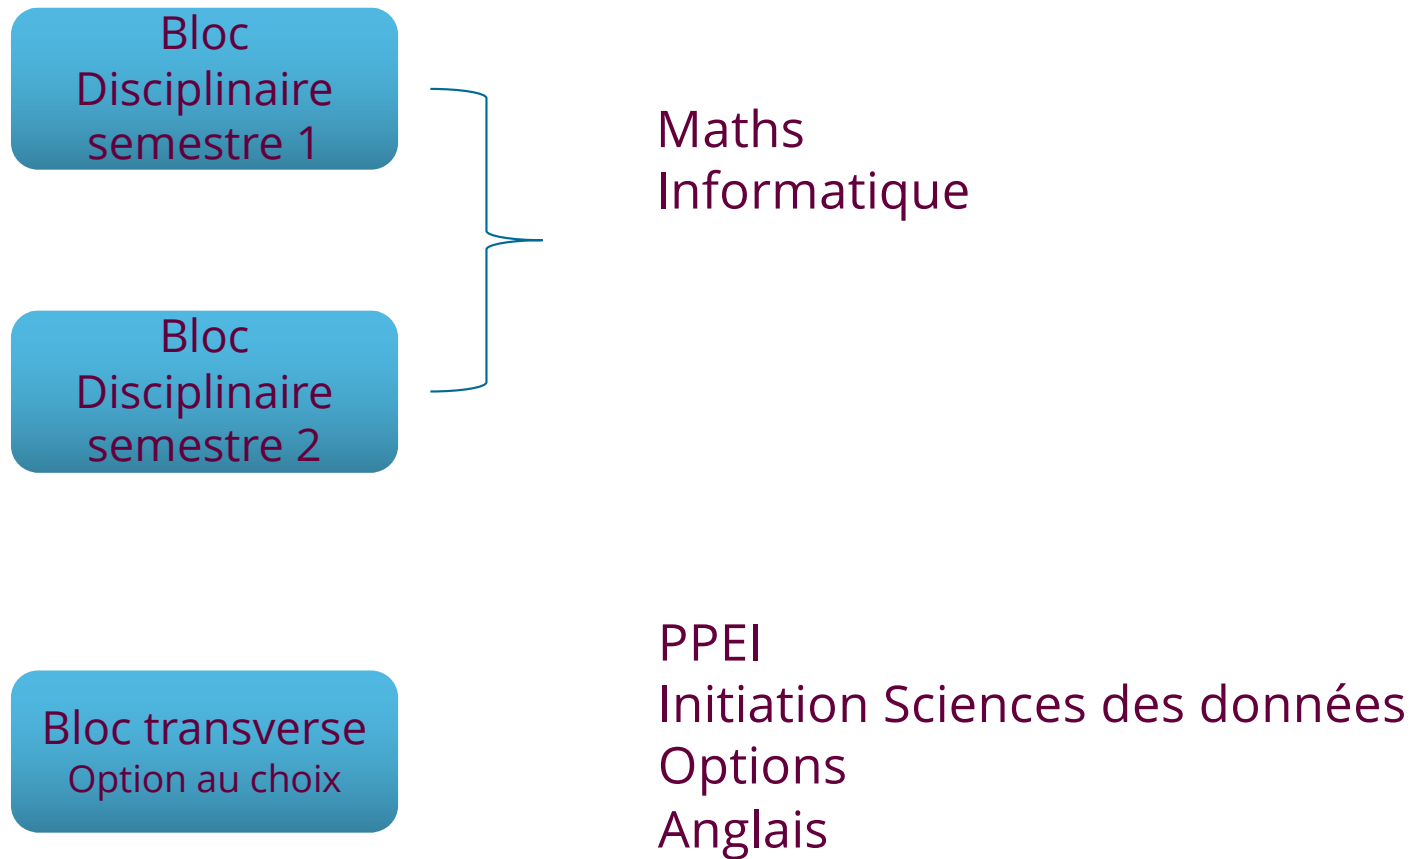 Bloc
Disciplinaire
semestre 1
Maths
Informatique
Bloc
Disciplinaire
semestre 2
Bloc transverse
Option au choix
PPEI
Initiation Sciences des données
Options
Anglais